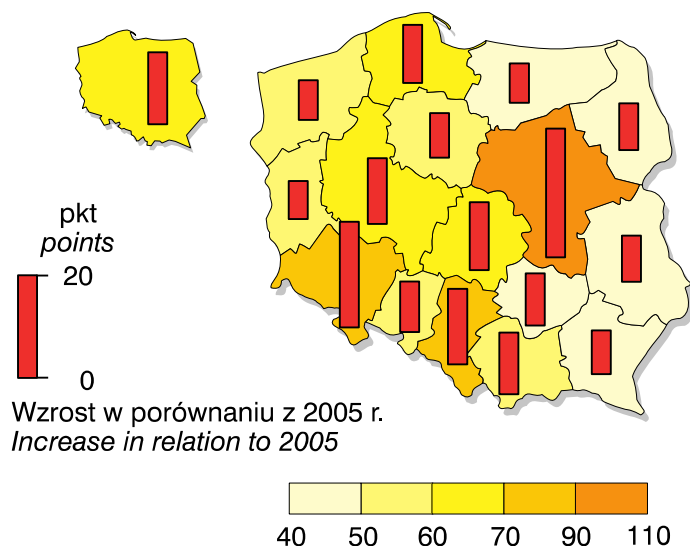 pkt
points
20
0
Wzrost w porównaniu z 2005 r.
Increase in relation to 2005
40 50 60 70 90 110